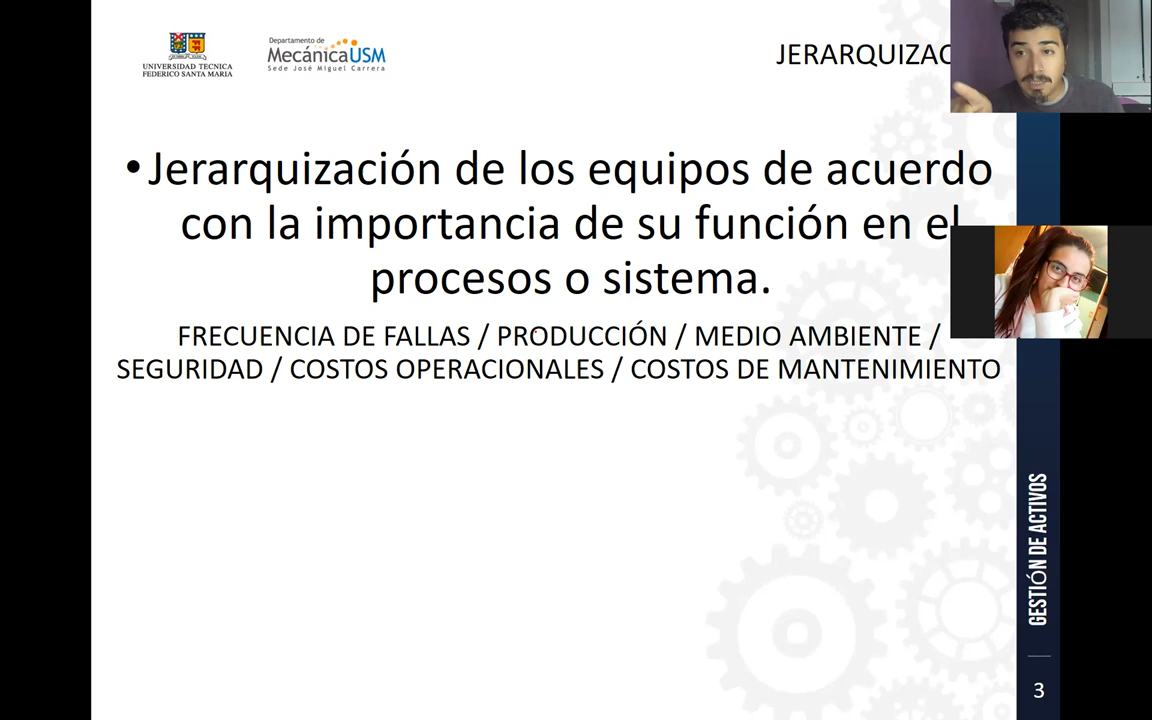 UNIVERSIDAD TECNICA
FEDERICO SANTA MARIA
Departamento de
MecánicaUSM
Sede José Miguel Carrera
JERARQUIZAC
• Jerarquización de los equipos de acuerdo
con la importancia de su función en el
procesos o sistema.
FRECUENCIA DE FALLAS / PRODUCCIÓN / MEDIO AMBIENTE /
SEGURIDAD / COSTOS OPERACIONALES / COSTOS DE MANTENIMIENTO
GESTIÓN DE ACTIVOS
3